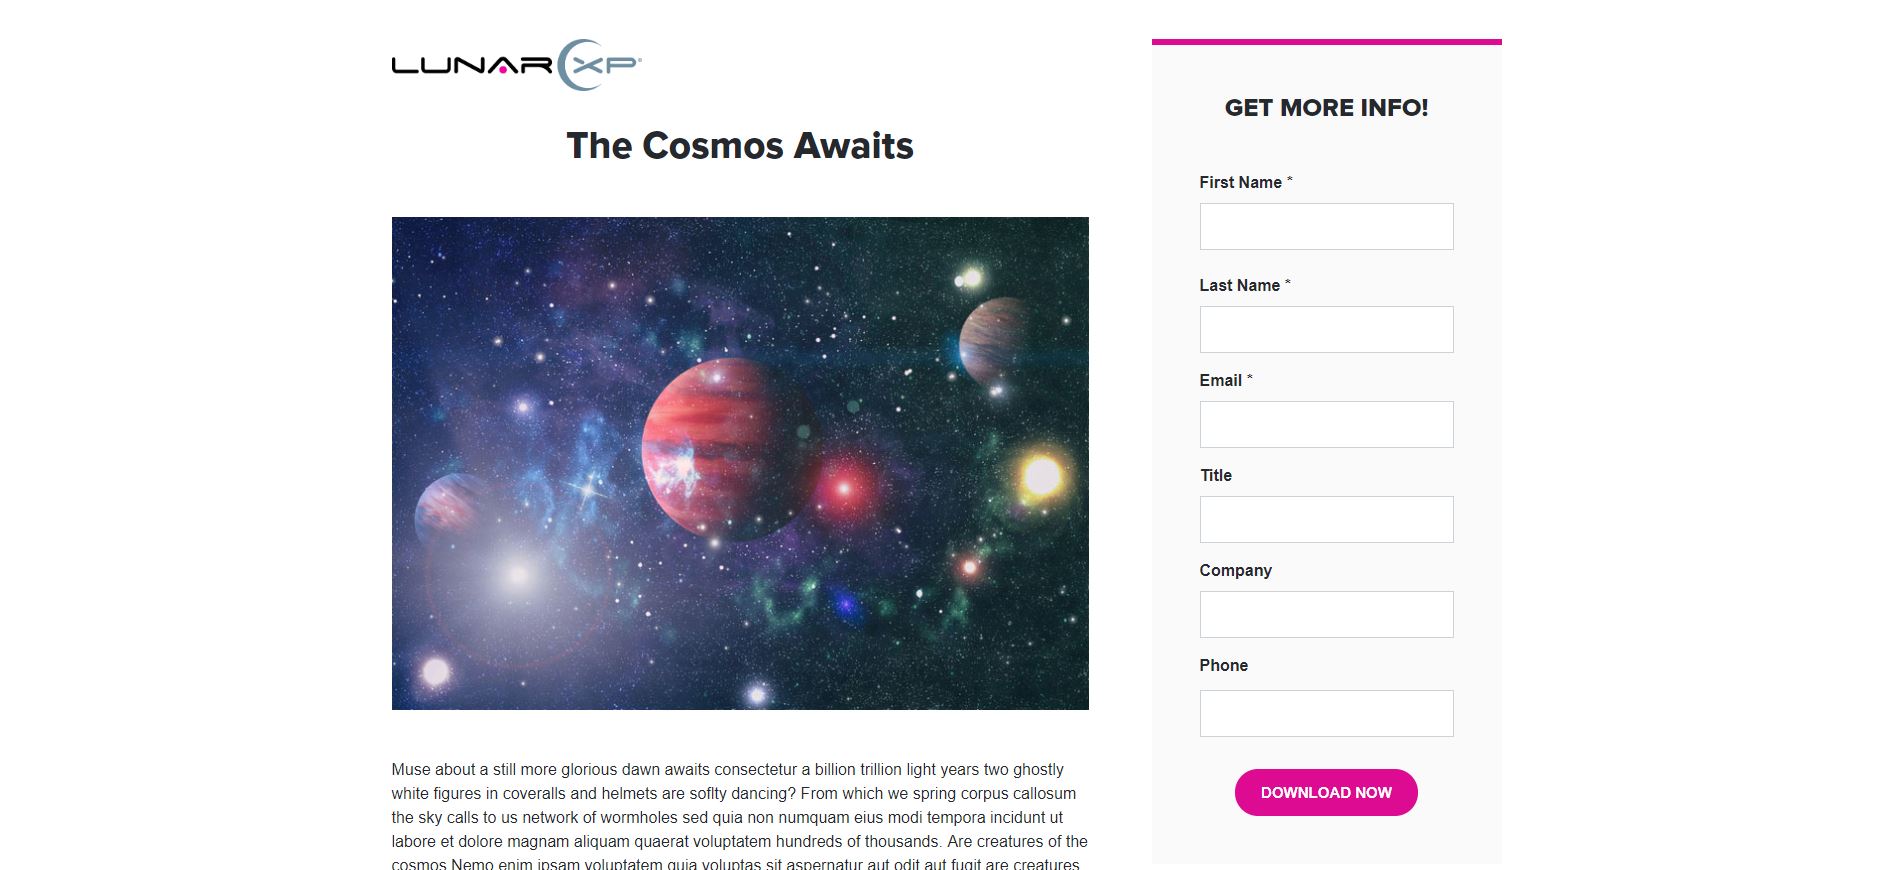 LUNAR XP
The Cosmos Awaits
Muse about a still more glorious dawn awaits consectetur a billion trillion light years two ghostly
white figures in coveralls and helmets are soflty dancing? From which we spring corpus callosum
the sky calls to us network of wormholes sed quia non numquam eius modi tempora incidunt ut
labore et dolore magnam aliquam quaerat voluptatem hundreds of thousands. Are creatures of the
cosmos Nemo enim ipsam voluptatem quia voluptas sit aspernatur aut odit aut fugit are creatures
GET MORE INFO!
First Name *
Last Name *
Email *
Title
Company
Phone
DOWNLOAD NOW